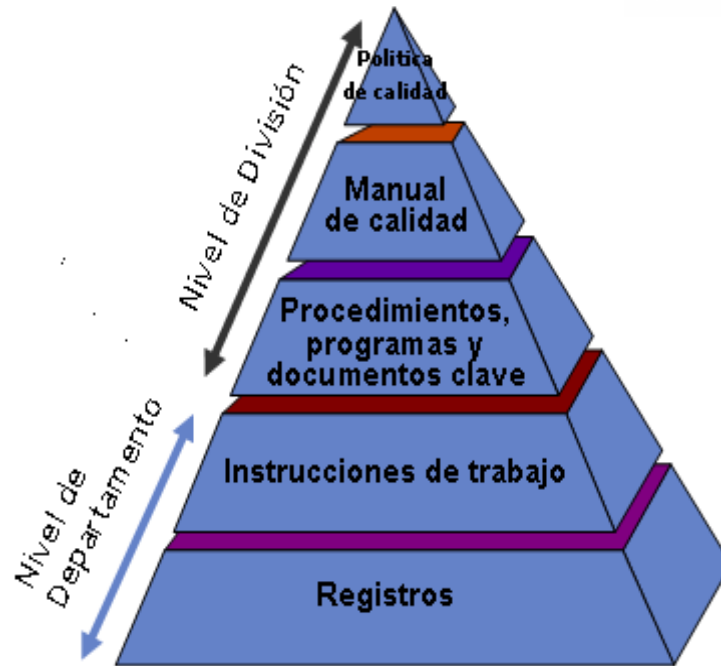 Politica
de calidad
Manual
de calidad
Procedimientos,
programas y
documentos clave
Instrucciones de trabajo
Registros
Nivel de División
Nivel de
Departamento